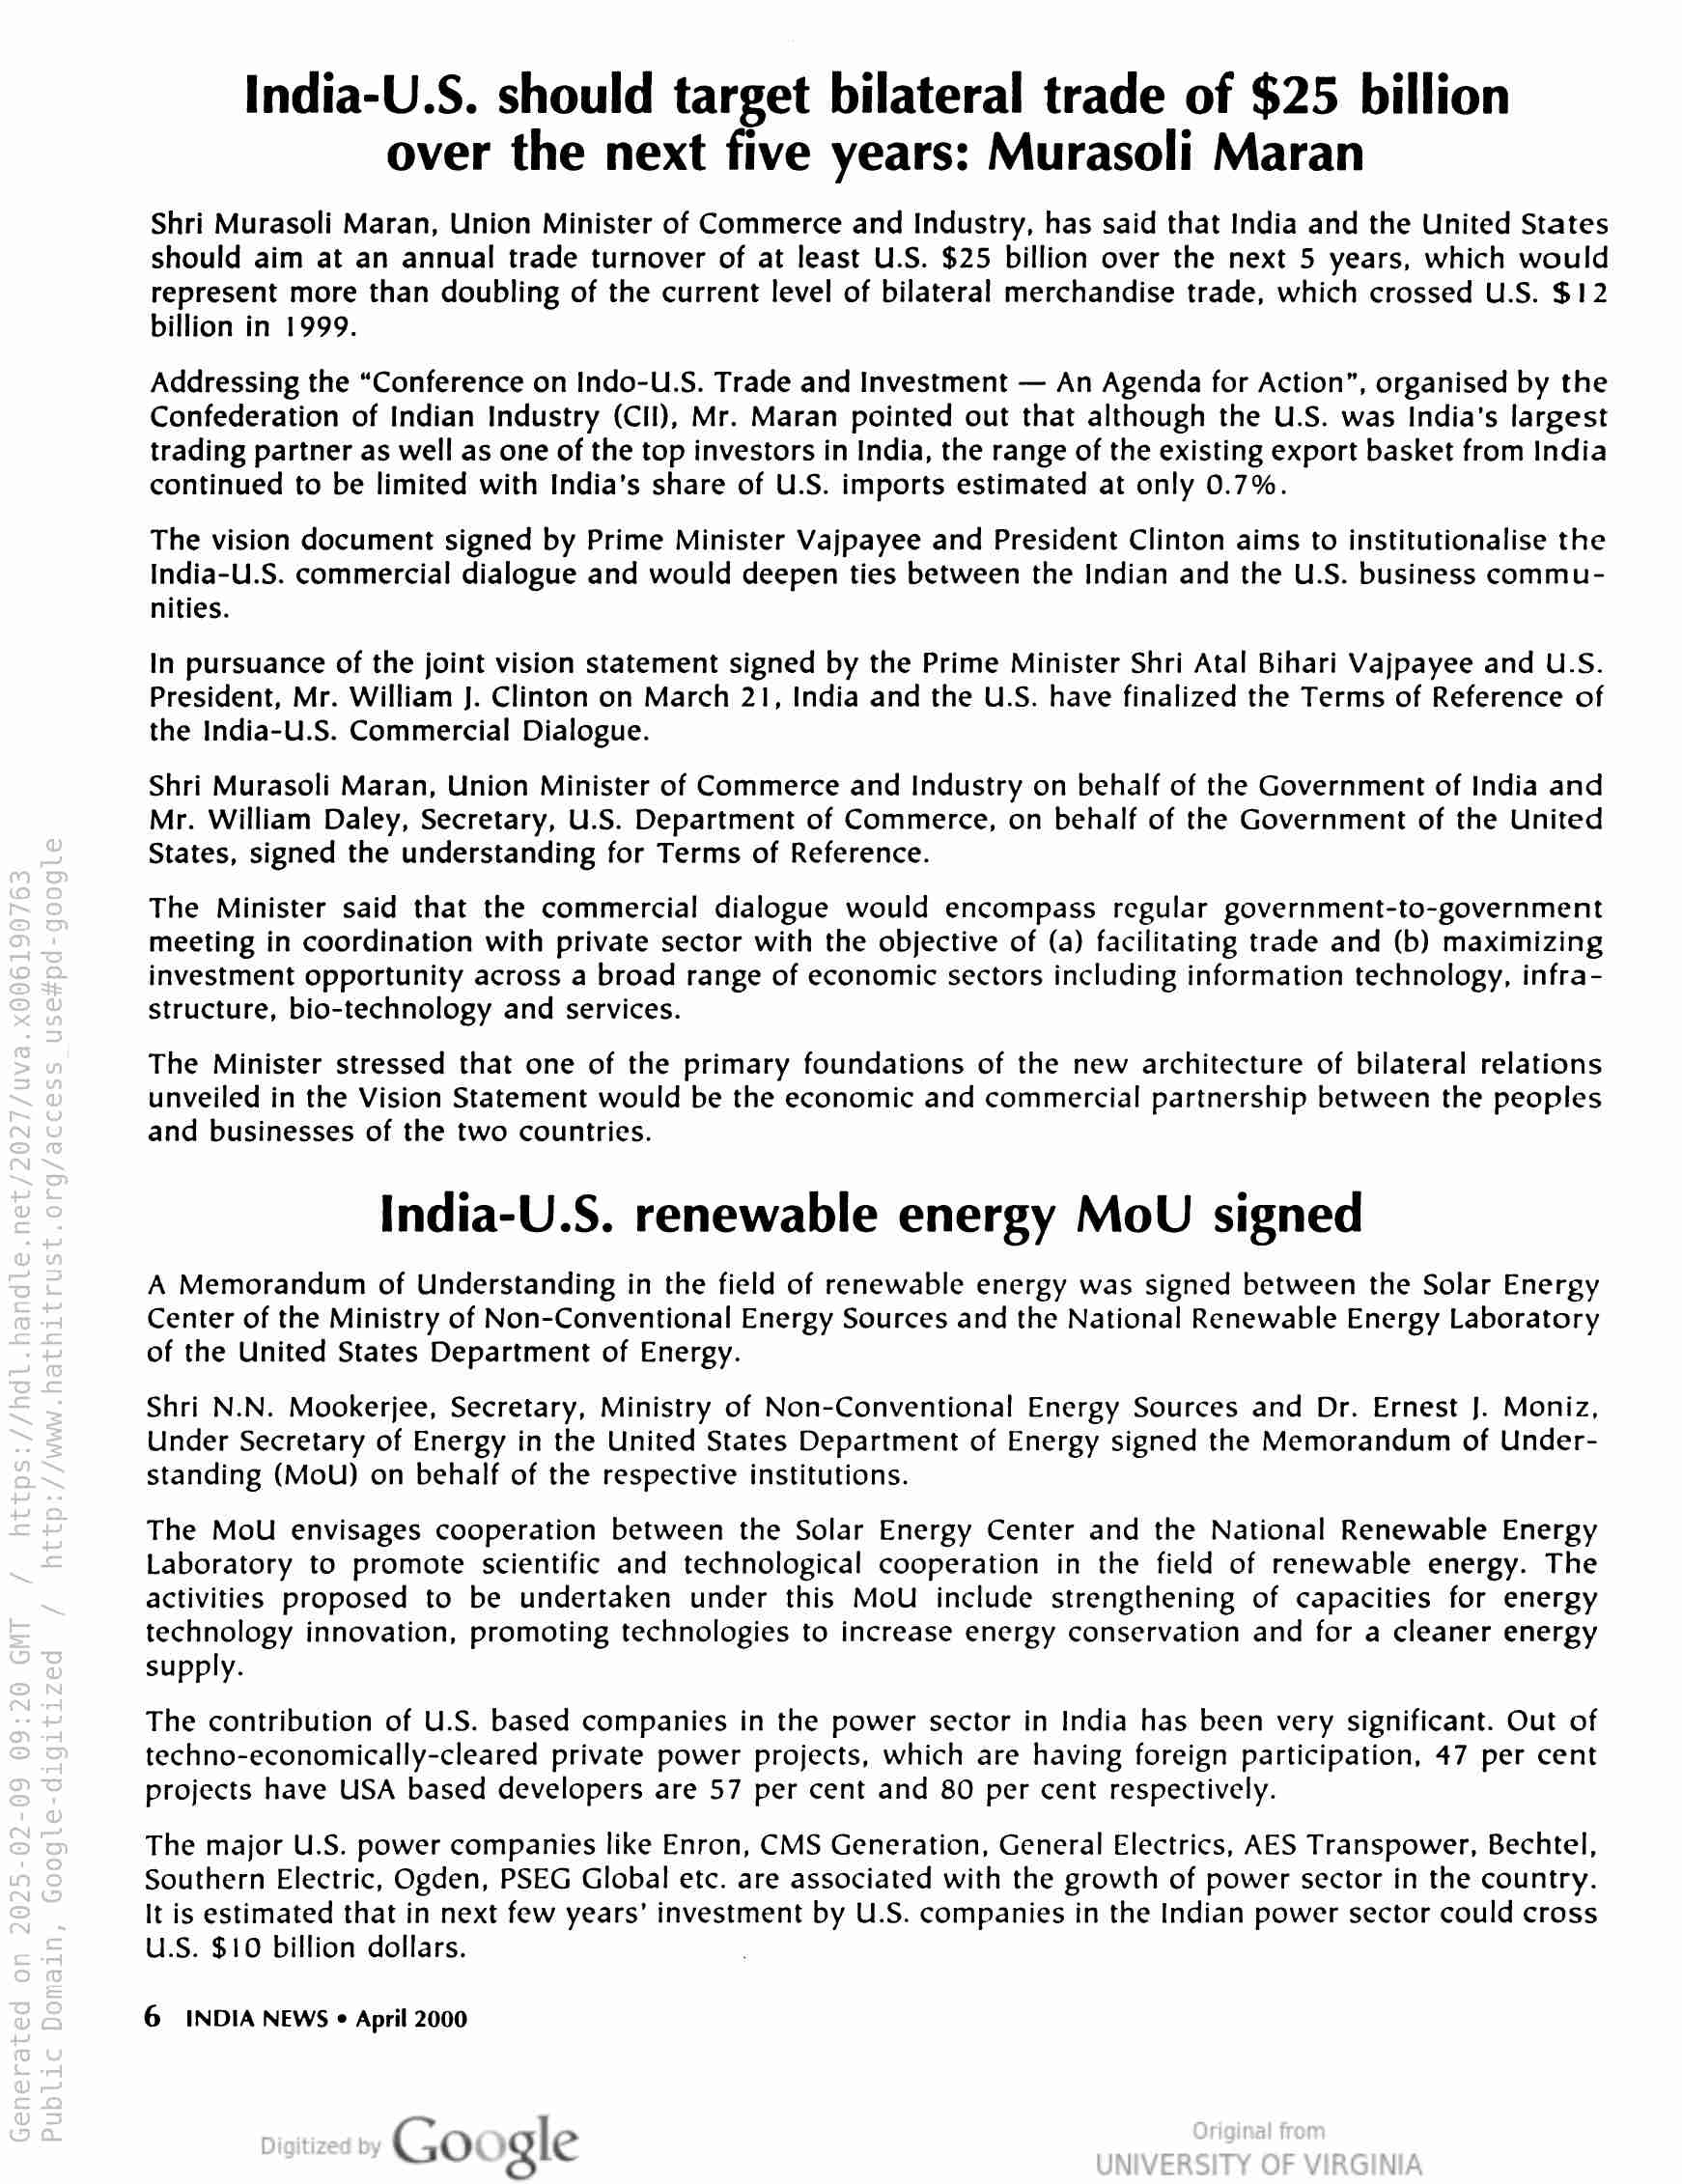 India-U.S. should target bilateral trade of $25 billion
over the next five years: Murasoli Maran
Shri Murasoli Maran, Union Minister of Commerce and Industry, has said that India and the United States
should aim at an annual trade turnover of at least U.S. $25 billion over the next 5 years, which would
represent more than doubling of the current level of bilateral merchandise trade, which crossed U.S. $12
billion in 1999.
Addressing the "Conference on Indo-U.S. Trade and Investment — An Agenda for Action", organised by the
Confederation of Indian Industry (CII), Mr. Maran pointed out that although the U.S. was India's largest
trading partner as well as one of the top investors in India, the range of the existing export basket from India
continued to be limited with India's share of U.S. imports estimated at only 0.7%.
The vision document signed by Prime Minister Vajpayee and President Clinton aims to institutionalise the
India-U.S. commercial dialogue and would deepen ties between the Indian and the U.S. business commu-
nities.
In pursuance of the joint vision statement signed by the Prime Minister Shri Atal Bihari Vajpayee and U.S.
President, Mr. William J. Clinton on March 21, India and the U.S. have finalized the Terms of Reference of
the India-U.S. Commercial Dialogue.
Shri Murasoli Maran, Union Minister of Commerce and Industry on behalf of the Government of India and
Mr. William Daley, Secretary, U.S. Department of Commerce, on behalf of the Government of the United
States, signed the understanding for Terms of Reference.
The Minister said that the commercial dialogue would encompass regular government-to-government
meeting in coordination with private sector with the objective of (a) facilitating trade and (b) maximizing
investment opportunity across a broad range of economic sectors including information technology, infra-
structure, bio-technology and services.
The Minister stressed that one of the primary foundations of the new architecture of bilateral relations
unveiled in the Vision Statement would be the economic and commercial partnership between the peoples
and businesses of the two countries.
India-U.S. renewable energy MoU signed
A Memorandum of Understanding in the field of renewable energy was signed between the Solar Energy
Center of the Ministry of Non-Conventional Energy Sources and the National Renewable Energy Laboratory
of the United States Department of Energy.
Shri N.N. Mookerjee, Secretary, Ministry of Non-Conventional Energy Sources and Dr. Ernest J. Moniz,
Under Secretary of Energy in the United States Department of Energy signed the Memorandum of Under-
standing (MoU) on behalf of the respective institutions.
The MoU envisages cooperation between the Solar Energy Center and the National Renewable Energy
Laboratory to promote scientific and technological cooperation in the field of renewable energy. The
activities proposed to be undertaken under this MoU include strengthening of capacities for energy
technology innovation, promoting technologies to increase energy conservation and for a cleaner energy
supply.
The contribution of U.S. based companies in the power sector in India has been very significant. Out of
techno-economically-cleared private power projects, which are having foreign participation, 47 per cent
projects have USA based developers are 57 per cent and 80 per cent respectively.
The major U.S. power companies like Enron, CMS Generation, General Electrics, AES Transpower, Bechtel,
Southern Electric, Ogden, PSEG Global etc. are associated with the growth of power sector in the country.
It is estimated that in next few years' investment by U.S. companies in the Indian power sector could cross
U.S. $10 billion dollars.
6 INDIA NEWS • April 2000
Generated on 2025-02-09 09:20 GMT / https://hdl.handle.net/2027/uva.x006190763
Public Domain, Google-digitized / http://www.hathitrust.org/access_use#pd-google
Digitized by Google
Original from
UNIVERSITY OF VIRGINIA